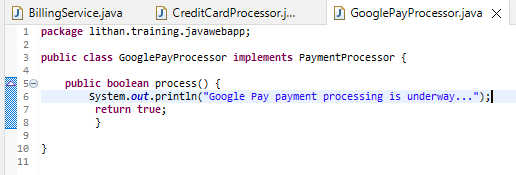 BillingService.java
CreditCardProcessor.j...
GooglePayProcessor.java
1 package lithan.training.javawebapp;
2
3 public class GooglePayProcessor implements PaymentProcessor {
4
5 public boolean process() {
6 System.out.println("Google Pay payment processing is underway...");
7 return true;
8 }
9
10 }
11